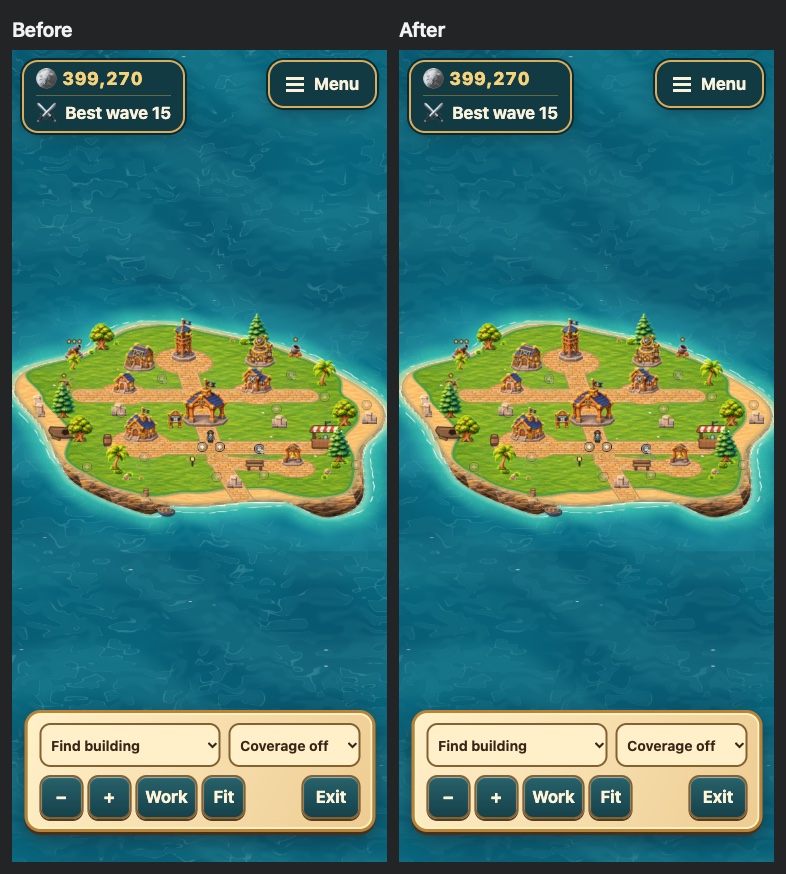 Before
399,270
Menu
Best wave 15
Find building
Coverage off
− + Work Fit Exit
After
399,270
Menu
Best wave 15
Find building
Coverage off
− + Work Fit Exit